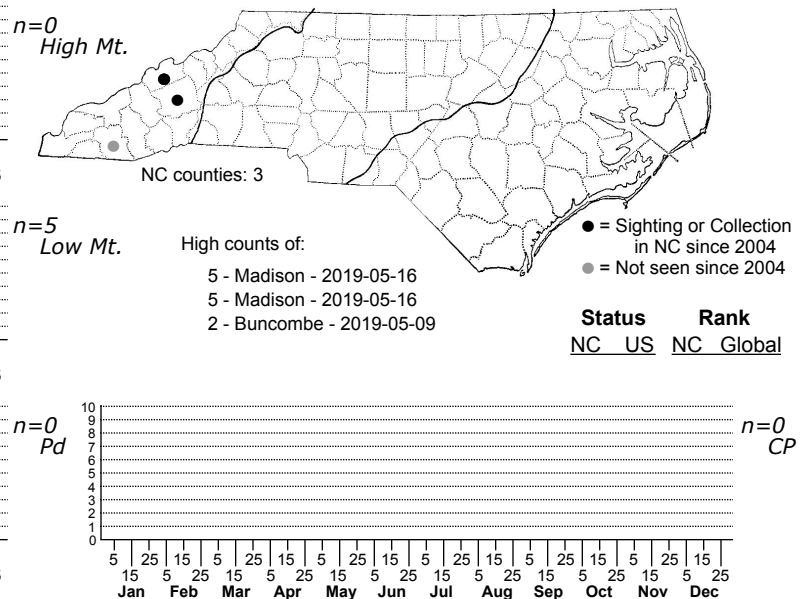 n=0
High Mt.
NC counties: 3
n=5
Low Mt.
High counts of:
5 - Madison - 2019-05-16
5 - Madison - 2019-05-16
2 - Buncombe - 2019-05-09
= Sighting or Collection
in NC since 2004
= Not seen since 2004
Status Rank
NC US NC Global
n=0
Pd
10
9
8
7
6
5
4
3
2
1
0
n=0
CP
5 25 15 5 25 15 5 25 15 5 25 15 5 25 15 5 25 15
15 5 25 15 5 25 15 5 25 15 5 25 15 5 25 15 5 25
Jan Feb Mar Apr May Jun Jul Aug Sep Oct Nov Dec